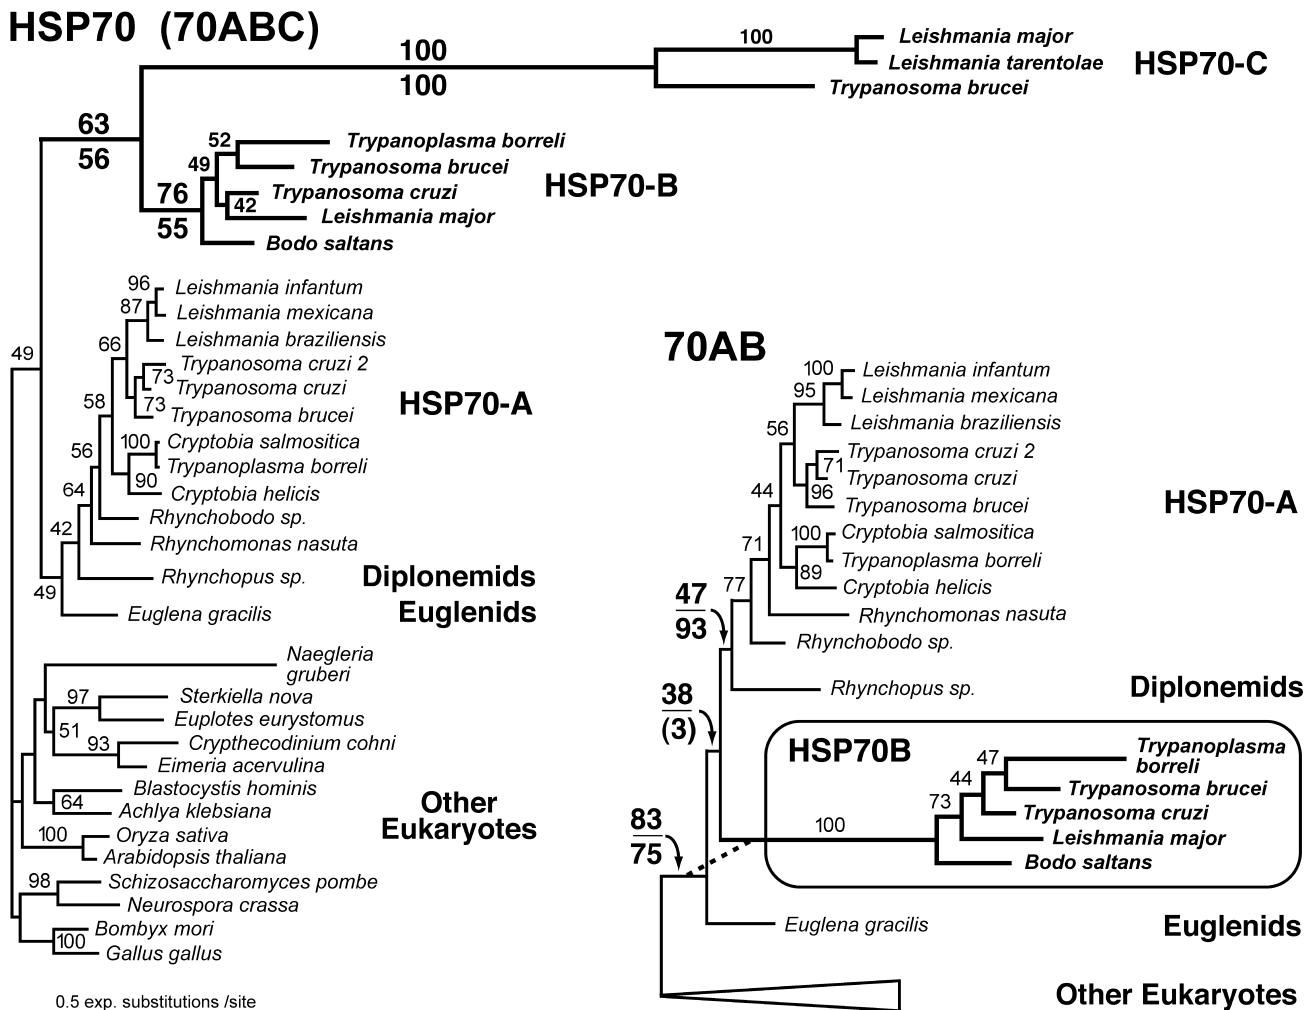 HSP70 (70ABC)
100
100
100
Leishmania major
Leishmania tarentolae
Trypanosoma brucei
HSP70-C
63
56
52
49
Trypanoplasma borreli
Trypanosoma brucei
Trypanosoma cruzi
42
Leishmania major
Bodo saltans
76
55
HSP70-B
96
Leishmania infantum
87
Leishmania mexicana
Leishmania braziliensis
66
Trypanosoma cruzi 2
73
Trypanosoma cruzi
73
Trypanosoma brucei
49
58
HSP70-A
100
Cryptobia salmositica
56
Trypanoplasma borreli
90
Cryptobia helicis
64
Rhynchobodo sp.
42
Rhynchomonas nasuta
Rhynchopus sp.
Diplonemids
49
Euglena gracilis
Euglenids
Naegleria
gruberi
97
Sterkiella nova
Euplotes eurystomus
51
93
Crypthecodinium cohni
Eimeria acervulina
Blastocystis hominis
64
Achlya klebsiana
Other
Eukaryotes
100
Oryza sativa
Arabidopsis thaliana
98
Schizosaccharomyces pombe
Neurospora crassa
Bombyx mori
100
Gallus gallus
0.5 exp. substitutions /site
70AB
100
Leishmania infantum
95
Leishmania mexicana
Leishmania braziliensis
56
Trypanosoma cruzi 2
71
Trypanosoma cruzi
96
Trypanosoma brucei
44
HSP70-A
100
Cryptobia salmositica
71
Trypanoplasma borreli
89
Cryptobia helicis
77
Rhynchomonas nasuta
47
93
Rhynchobodo sp.
Rhynchopus sp.
Diplonemids
38
(3)
HSP70B
47
Trypanoplasma
borreli
44
Trypanosoma brucei
73
Trypanosoma cruzi
100
Leishmania major
Bodo saltans
83
75
Euglena gracilis
Euglenids
Other Eukaryotes